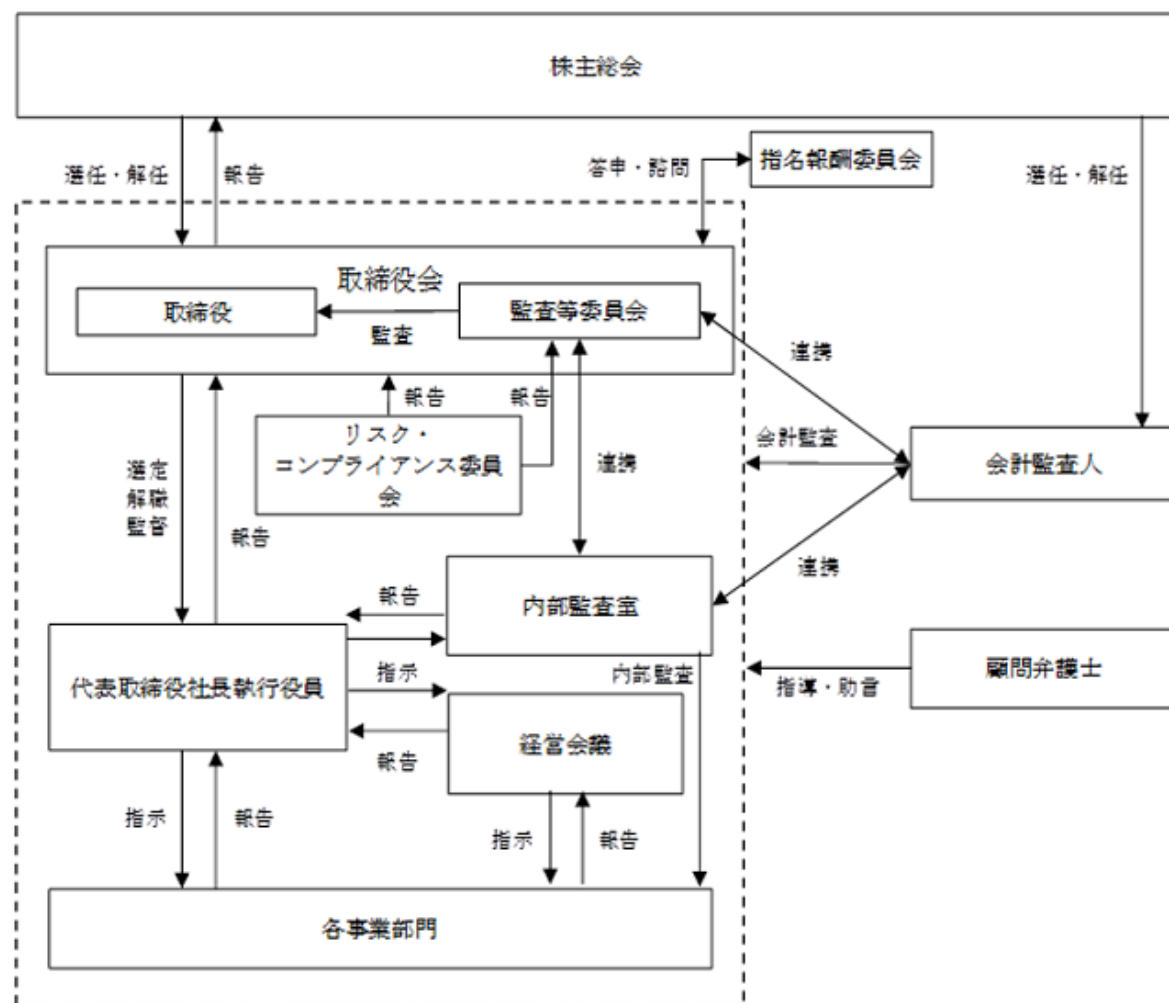 株主総会
選任・解任
報告
答申・諮問
指名報酬委員会
選任・解任
取締役会
取締役
監査等委員会
監査
連携
報告
報告
リスク・
コンプライアンス委員
会
会計監査
会計監査人
連携
選定
解職
監督
報告
連携
内部監査室
報告
代表取締役社長執行役員
指示
内部監査
指導・助言
顧問弁護士
経営会議
報告
指示
報告
指示
報告
各事業部門